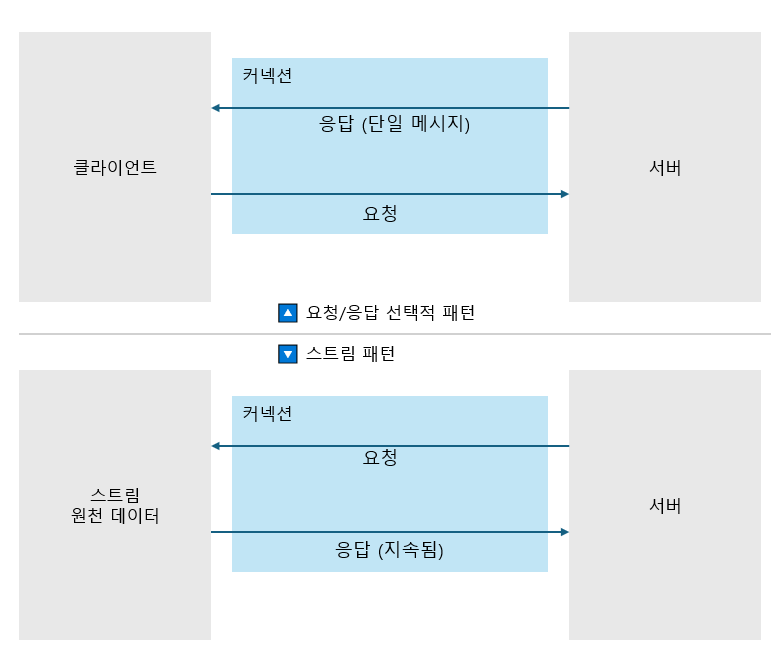 커넥션
응답 (단일 메시지)
클라이언트
서버
요청
요청/응답 선택적 패턴
스트림 패턴
커넥션
요청
스트림
원천 데이터
서버
응답 (지속됨)